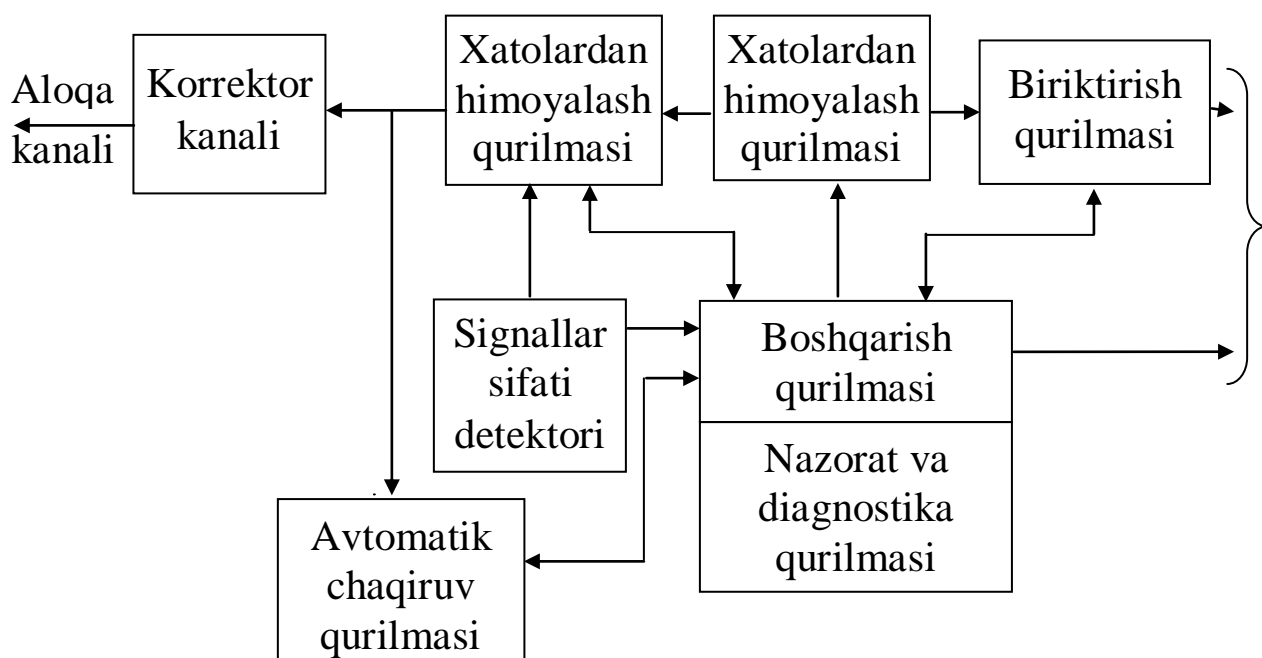 Aloqa
kanali
Korrektor
kanali
Xatolardan
himoyalash
qurilmasi
Xatolardan
himoyalash
qurilmasi
Biriktirish
qurilmasi
Signallar
sifati
detektori
Boshqarish
qurilmasi
Nazorat va
diagnostika
qurilmasi
Avtomatik
chaqiruv
qurilmasi